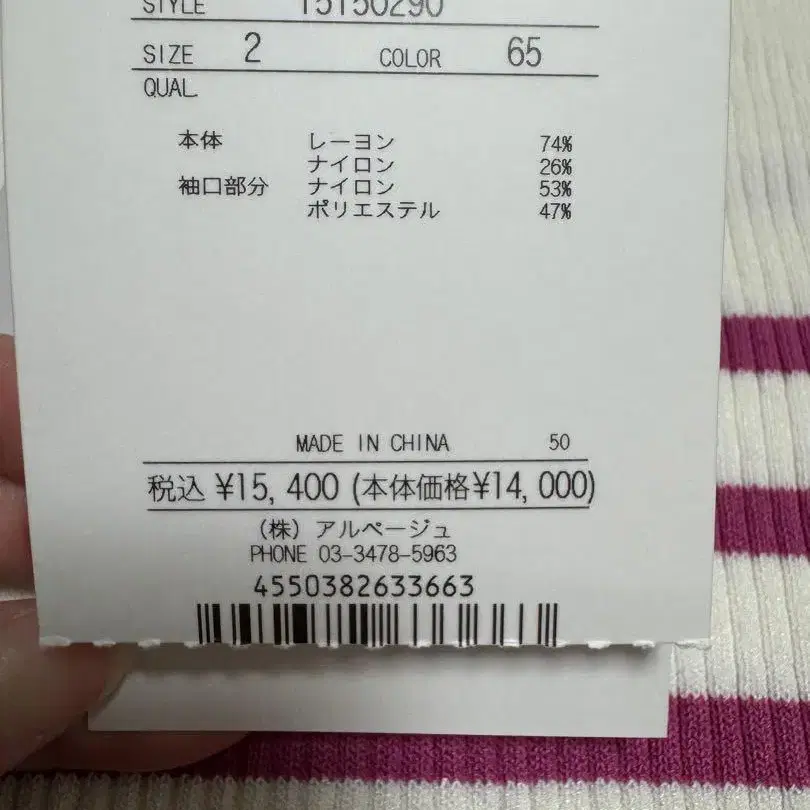 STYLE 15150290
SIZE 2 COLOR 65
QUAL
本体 レーヨン 74%
ナイロン 26%
袖口部分 ナイロン 53%
ポリエステル 47%
MADE IN CHINA 50
税込 ¥15,400 (本体価格¥14,000)
(株) アルページュ
PHONE 03-3478-5963
4550382633663